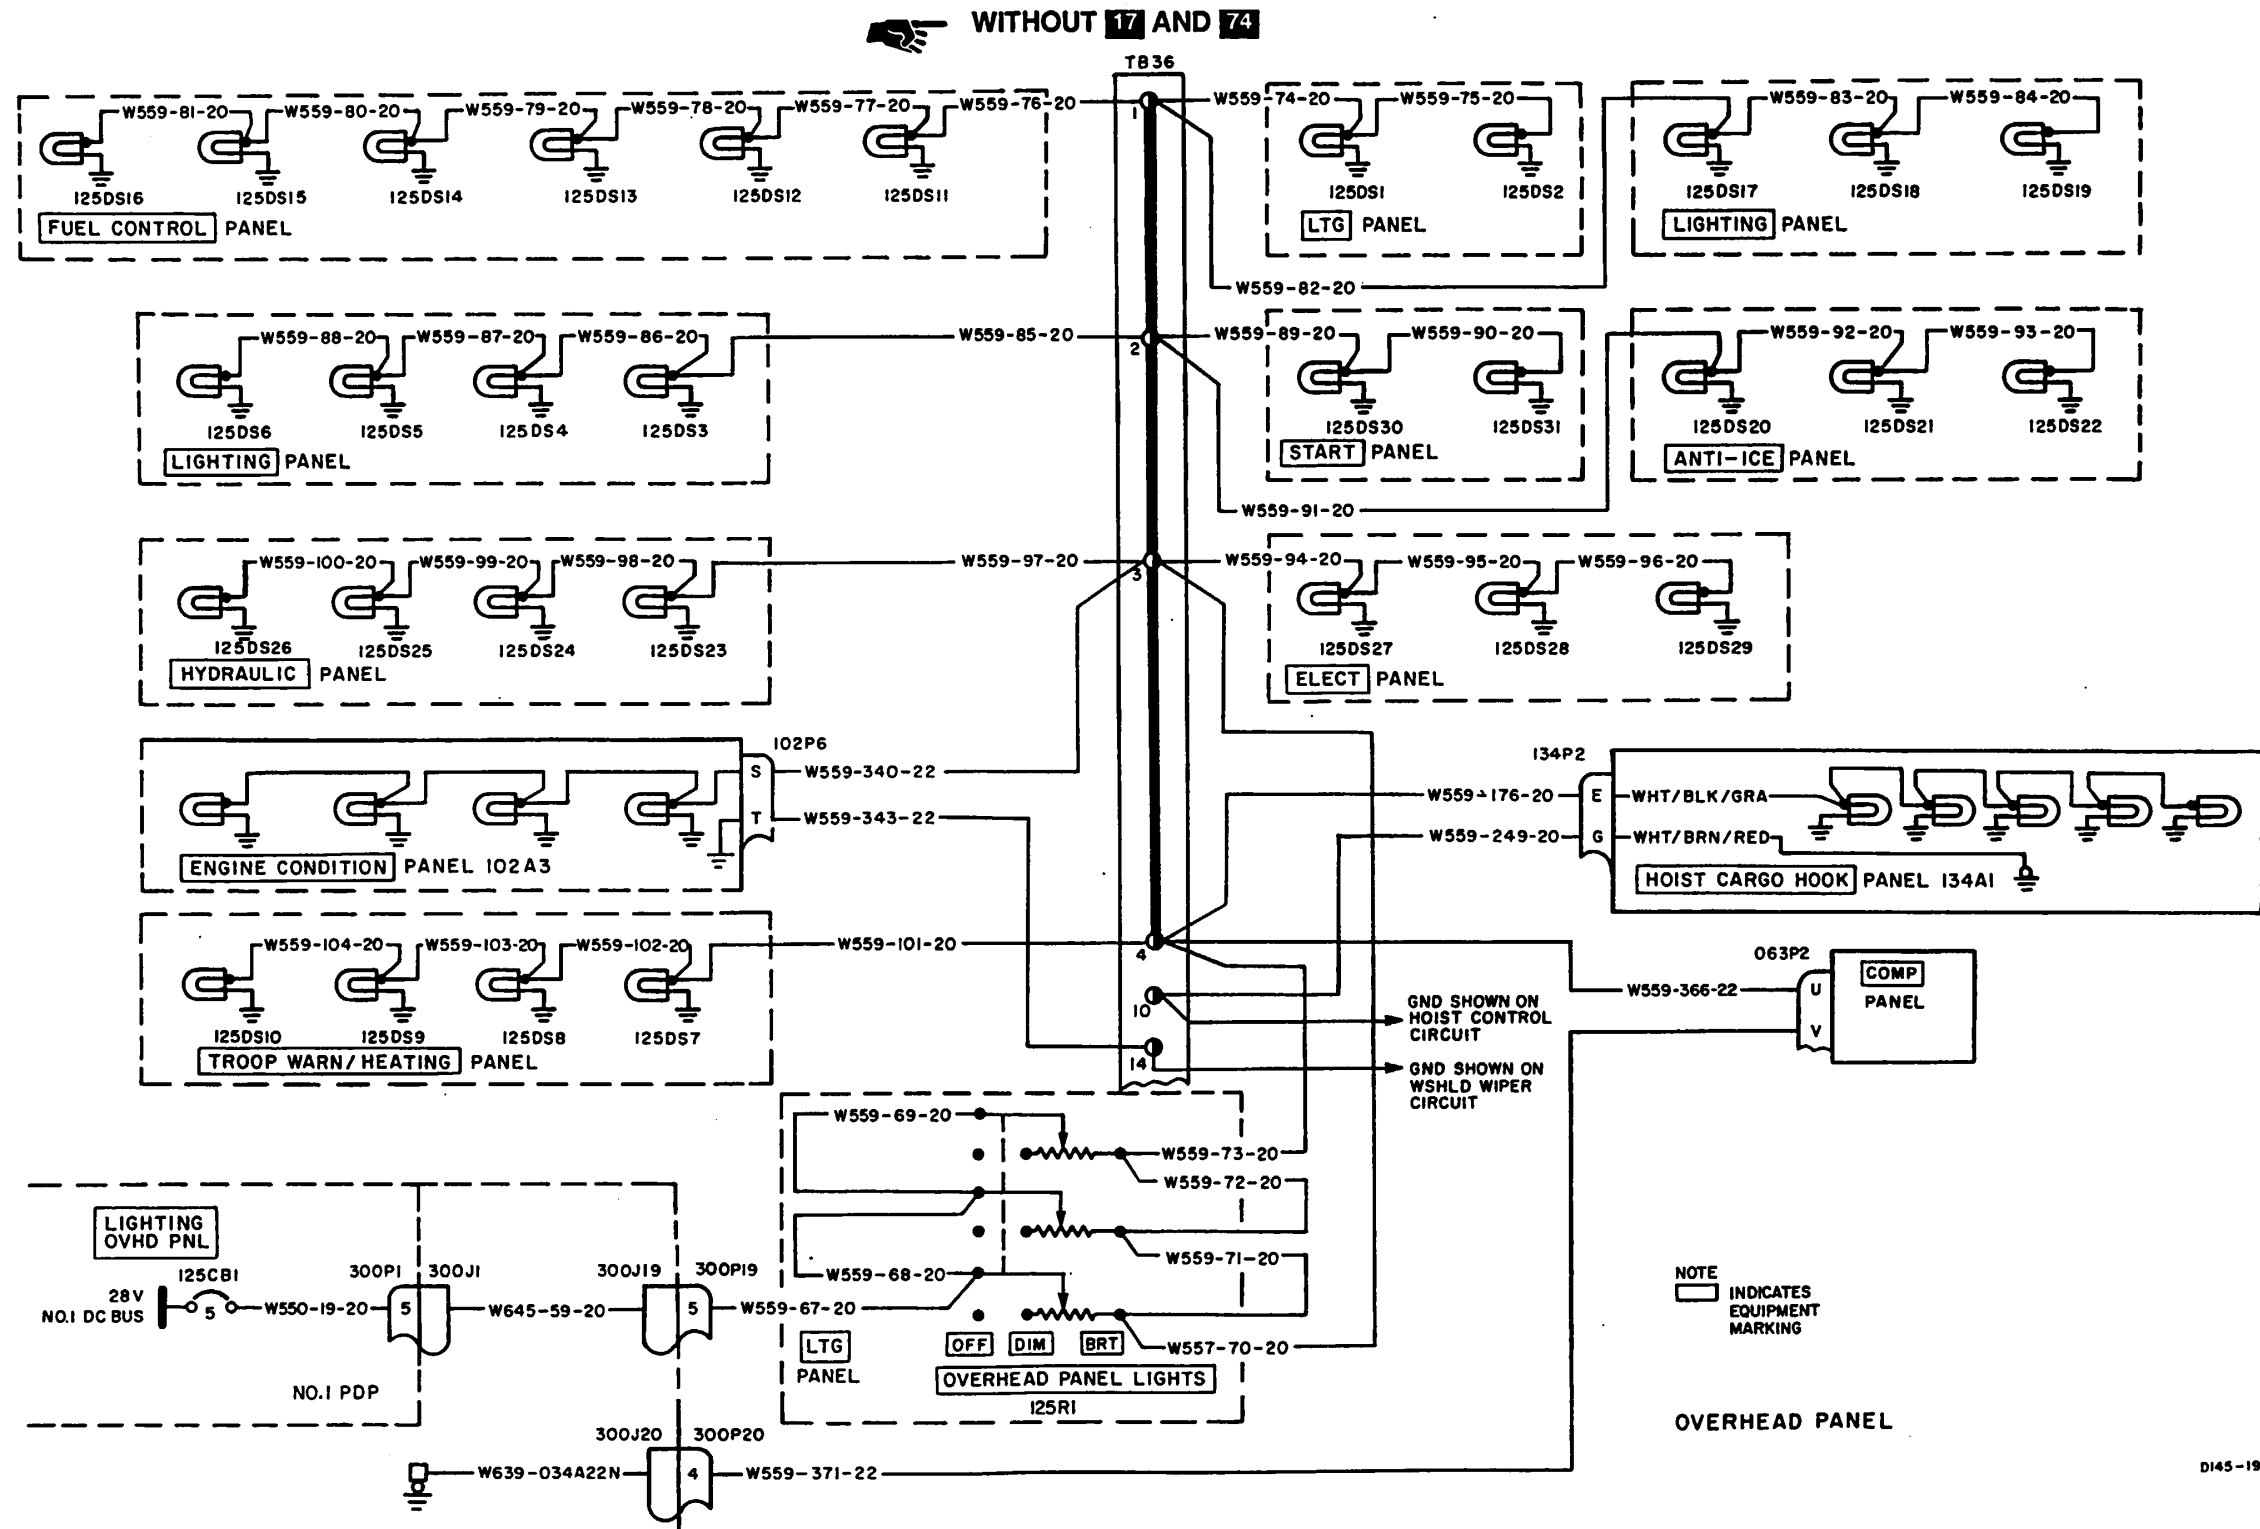 WITHOUT 17 AND 74
TB36
W559-81-20
W559-80-20
W559-79-20
W559-78-20
W559-77-20
W559-76-20
125DS16
125DS15
125DS14
125DS13
125DS12
125DS11
FUEL CONTROL PANEL
1
W559-74-20
W559-75-20
125DS1
125DS2
LTG PANEL
W559-83-20
W559-84-20
125DS17
125DS18
125DS19
LIGHTING PANEL
W559-82-20
W559-88-20
W559-87-20
W559-86-20
W559-85-20
125DS6
125DS5
125DS4
125DS3
LIGHTING PANEL
2
W559-89-20
W559-90-20
125DS30
125DS31
START PANEL
W559-92-20
W559-93-20
125DS20
125DS21
125DS22
ANTI-ICE PANEL
W559-91-20
W559-100-20
W559-99-20
W559-98-20
W559-97-20
125DS26
125DS25
125DS24
125DS23
HYDRAULIC PANEL
3
W559-94-20
W559-95-20
W559-96-20
125DS27
125DS28
125DS29
ELECT PANEL
102P6
S
W559-340-22
T
W559-343-22
ENGINE CONDITION PANEL 102A3
134P2
W559-176-20
E
WHT/BLK/GRA
W559-249-20
G
WHT/BRN/RED
HOIST CARGO HOOK PANEL 134A1
W559-104-20
W559-103-20
W559-102-20
W559-101-20
125DS10
125DS9
125DS8
125DS7
TROOP WARN/HEATING PANEL
4
10
14
GND SHOWN ON
HOIST CONTROL
CIRCUIT
GND SHOWN ON
WSHLD WIPER
CIRCUIT
063P2
W559-366-22
U
V
COMP
PANEL
W559-69-20
W559-73-20
W559-72-20
W559-71-20
W559-68-20
W559-67-20
W557-70-20
LTG
PANEL
OFF
DIM
BRT
OVERHEAD PANEL LIGHTS
125R1
LIGHTING
OVHD PNL
125CB1
28V
NO.1 DC BUS
5
W550-19-20
300P1
300J1
5
W645-59-20
300J19
300P19
5
NO.1 PDP
300J20
300P20
W639-034A22N
4
W559-371-22
NOTE
INDICATES
EQUIPMENT
MARKING
OVERHEAD PANEL
D145-19